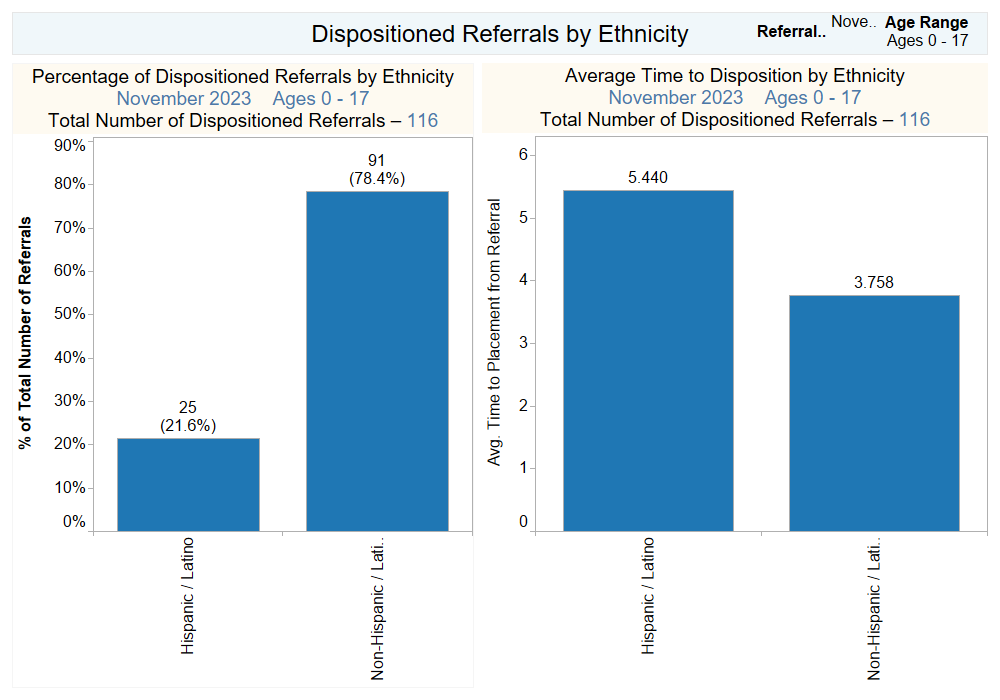 Dispositioned Referrals by Ethnicity
Referral..
Nove..
Age Range
Ages 0 - 17
Percentage of Dispositioned Referrals by Ethnicity
November 2023 Ages 0 - 17
Total Number of Dispositioned Referrals – 116
90%
80%
70%
60%
50%
40%
30%
20%
10%
0%
% of Total Number of Referrals
25
(21.6%)
91
(78.4%)
Hispanic / Latino
Non-Hispanic / Lati..
Average Time to Disposition by Ethnicity
November 2023 Ages 0 - 17
Total Number of Dispositioned Referrals – 116
6
5
4
3
2
1
0
Avg. Time to Placement from Referral
5.440
3.758
Hispanic / Latino
Non-Hispanic / Lati..